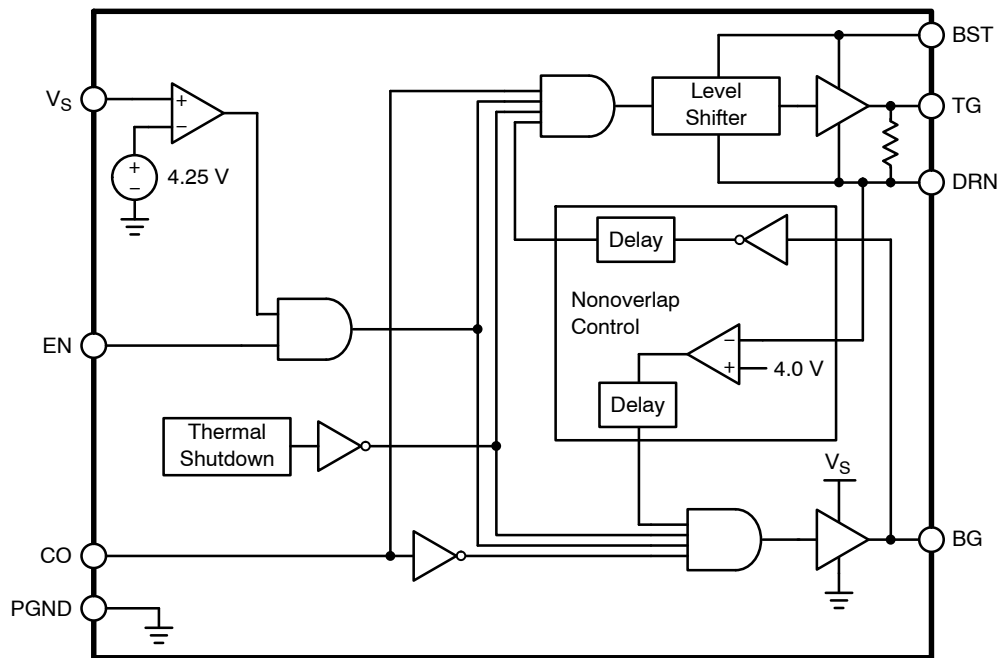 BST
V_S
+
−
Level
Shifter
TG
+
−
4.25 V
DRN
Delay
Nonoverlap
Control
EN
−
+
4.0 V
Delay
Thermal
Shutdown
V_S
CO
BG
PGND